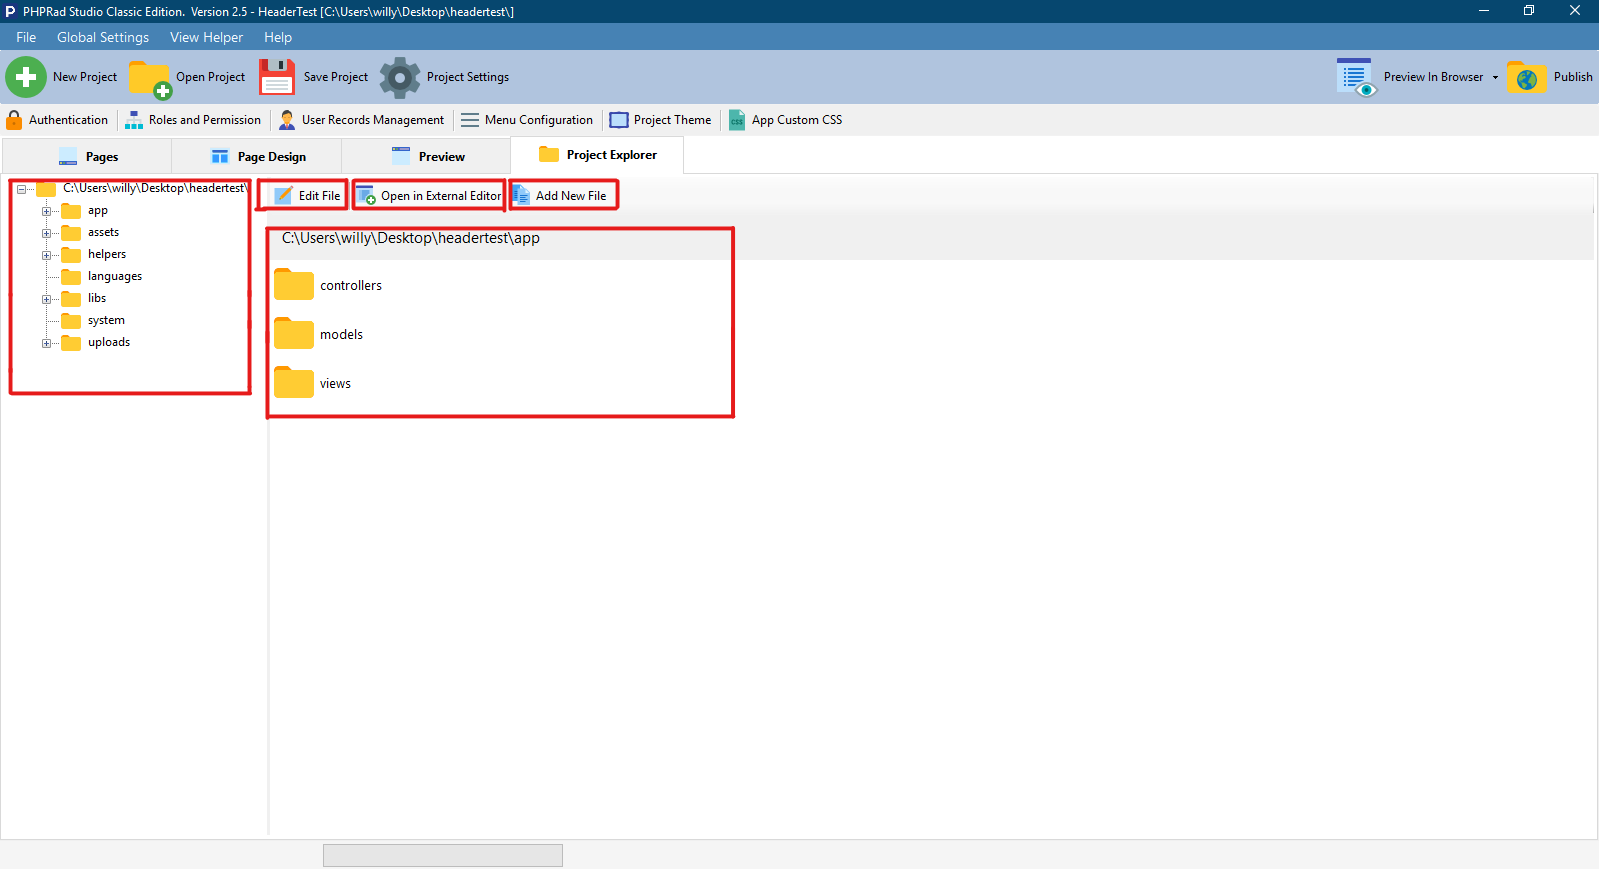 PHPRad Studio Classic Edition.  Version 2.5 - HeaderTest [C:\Users\willy\Desktop\headertest\]
File Global Settings View Helper Help
New Project Open Project Save Project Project Settings Preview In Browser Publish
Authentication Roles and Permission User Records Management Menu Configuration Project Theme App Custom CSS
Pages Page Design Preview Project Explorer
C:\Users\willy\Desktop\headertest\
app
assets
helpers
languages
libs
system
uploads
Edit File Open in External Editor Add New File
C:\Users\willy\Desktop\headertest\app
controllers
models
views